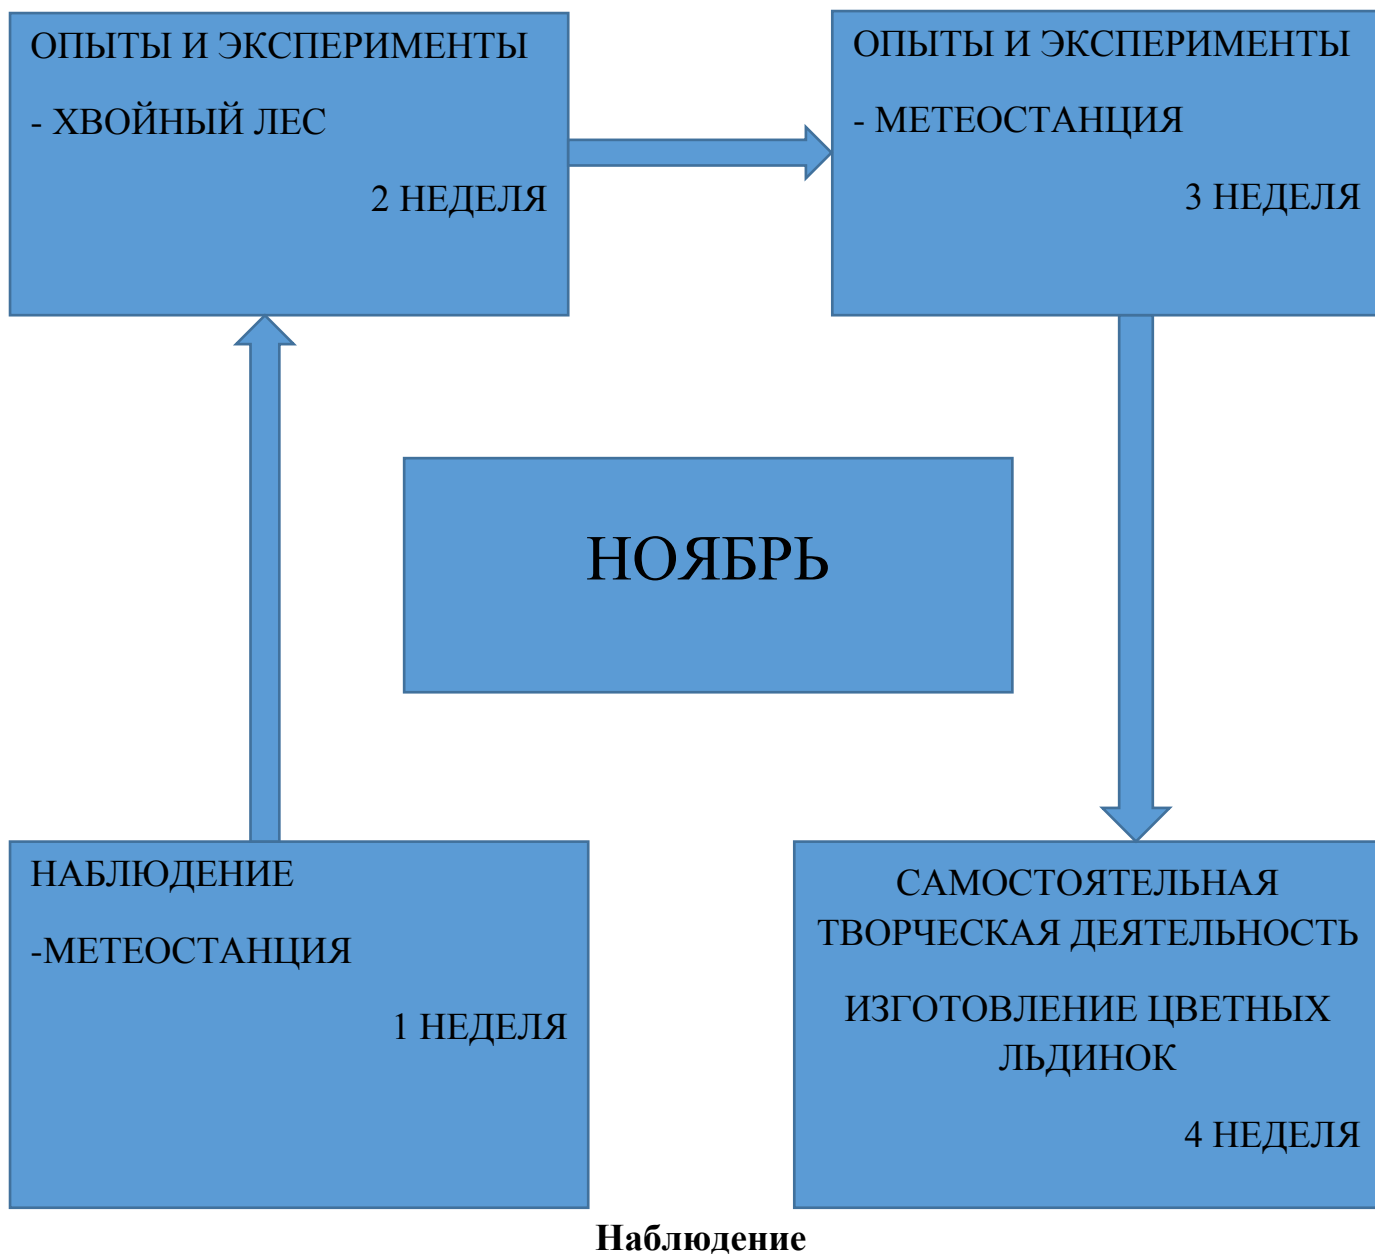 ОПЫТЫ И ЭКСПЕРИМЕНТЫ
- ХВОЙНЫЙ ЛЕС
2 НЕДЕЛЯ
ОПЫТЫ И ЭКСПЕРИМЕНТЫ
- МЕТЕОСТАНЦИЯ
3 НЕДЕЛЯ
НОЯБРЬ
НАБЛЮДЕНИЕ
-МЕТЕОСТАНЦИЯ
1 НЕДЕЛЯ
САМОСТОЯТЕЛЬНАЯ
ТВОРЧЕСКАЯ ДЕЯТЕЛЬНОСТЬ
ИЗГОТОВЛЕНИЕ ЦВЕТНЫХ
ЛЬДИНОК
4 НЕДЕЛЯ
Наблюдение